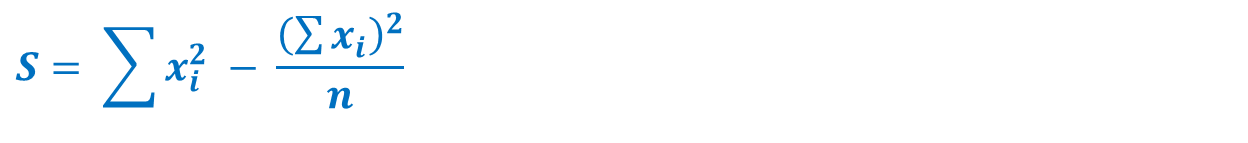 S = ∑ x_i^2 − (∑ x_i)^2 / n